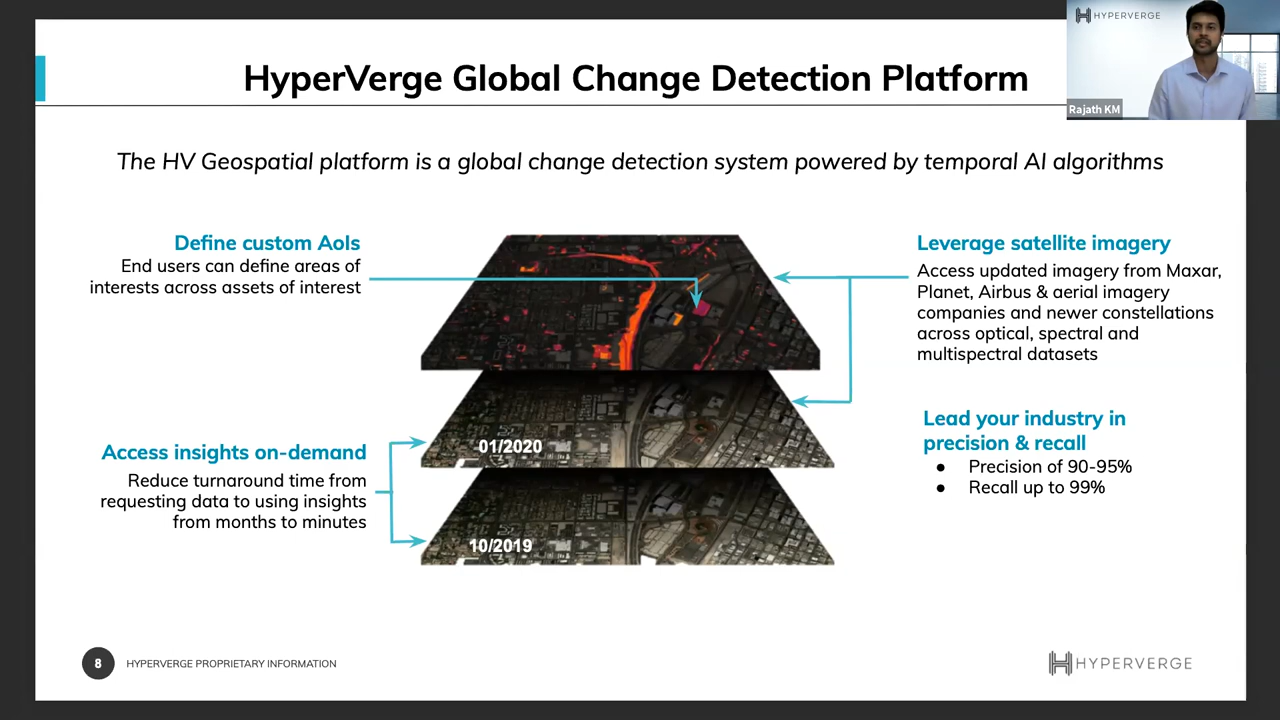 HYPERVERGE
Rajath KM
HyperVerge Global Change Detection Platform
The HV Geospatial platform is a global change detection system powered by temporal AI algorithms
Define custom AoIs
End users can define areas of
interests across assets of interest
Leverage satellite imagery
Access updated imagery from Maxar,
Planet, Airbus & aerial imagery
companies and newer constellations
across optical, spectral and
multispectral datasets
Access insights on-demand
Reduce turnaround time from
requesting data to using insights
from months to minutes
01/2020
10/2019
Lead your industry in
precision & recall
● Precision of 90-95%
● Recall up to 99%
8
HYPERVERGE PROPRIETARY INFORMATION
HYPERVERGE